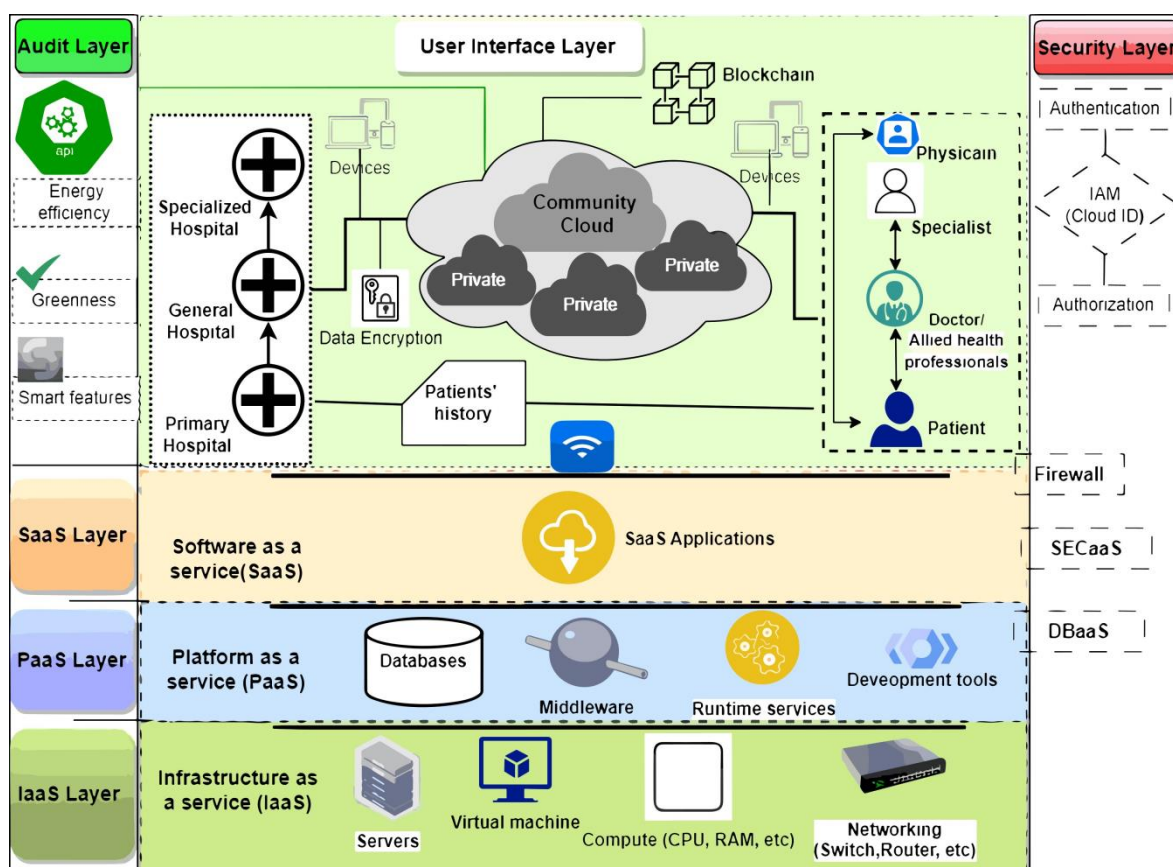 Audit Layer
User Interface Layer
Security Layer
api
Energy
efficiency
Greenness
Smart features
Specialized
Hospital
General
Hospital
Primary
Hospital
Devices
Data Encryption
Patients'
history
Community
Cloud
Private
Private
Private
Blockchain
Devices
Physicain
Specialist
Doctor/
Allied health
professionals
Patient
Authentication
IAM
(Cloud ID)
Authorization
Firewall
SECaaS
DBaaS
SaaS Layer
Software as a
service(SaaS)
SaaS Applications
PaaS Layer
Platform as a
service (PaaS)
Databases
Middleware
Runtime services
Deveopment tools
IaaS Layer
Infrastructure as
a service (IaaS)
Servers
Virtual machine
Compute (CPU, RAM, etc)
Networking
(Switch,Router, etc)